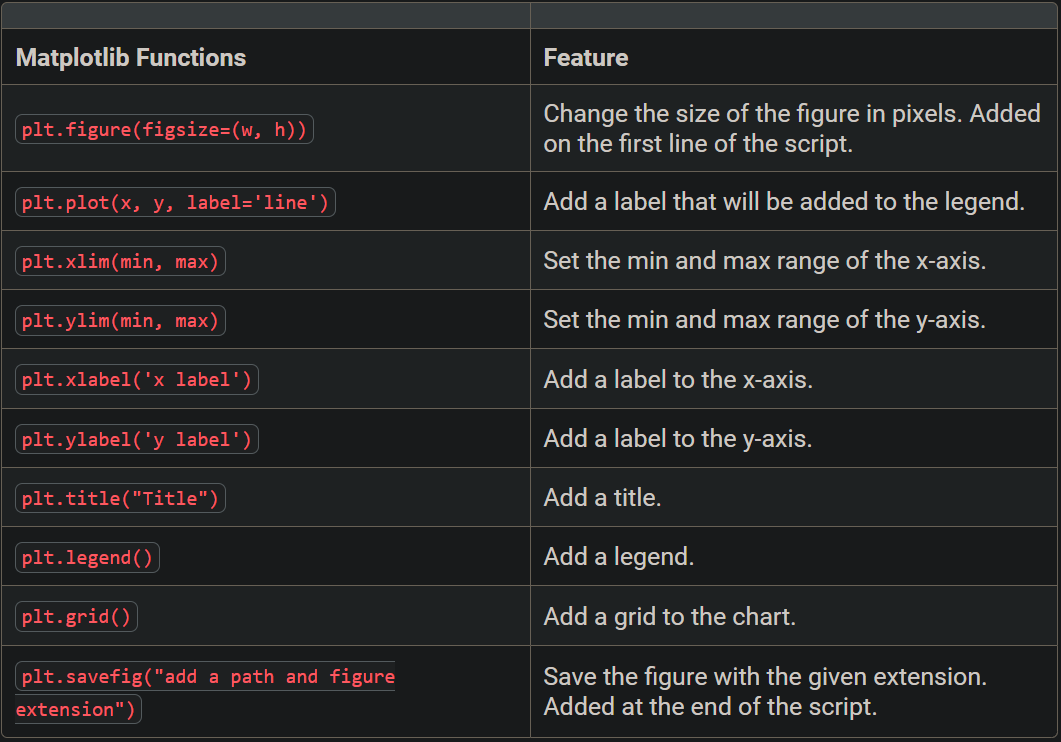 Matplotlib Functions
Feature
plt.figure(figsize=(w, h))
Change the size of the figure in pixels. Added
on the first line of the script.
plt.plot(x, y, label='line')
Add a label that will be added to the legend.
plt.xlim(min, max)
Set the min and max range of the x-axis.
plt.ylim(min, max)
Set the min and max range of the y-axis.
plt.xlabel('x label')
Add a label to the x-axis.
plt.ylabel('y label')
Add a label to the y-axis.
plt.title("Title")
Add a title.
plt.legend()
Add a legend.
plt.grid()
Add a grid to the chart.
plt.savefig("add a path and figure
extension")
Save the figure with the given extension.
Added at the end of the script.